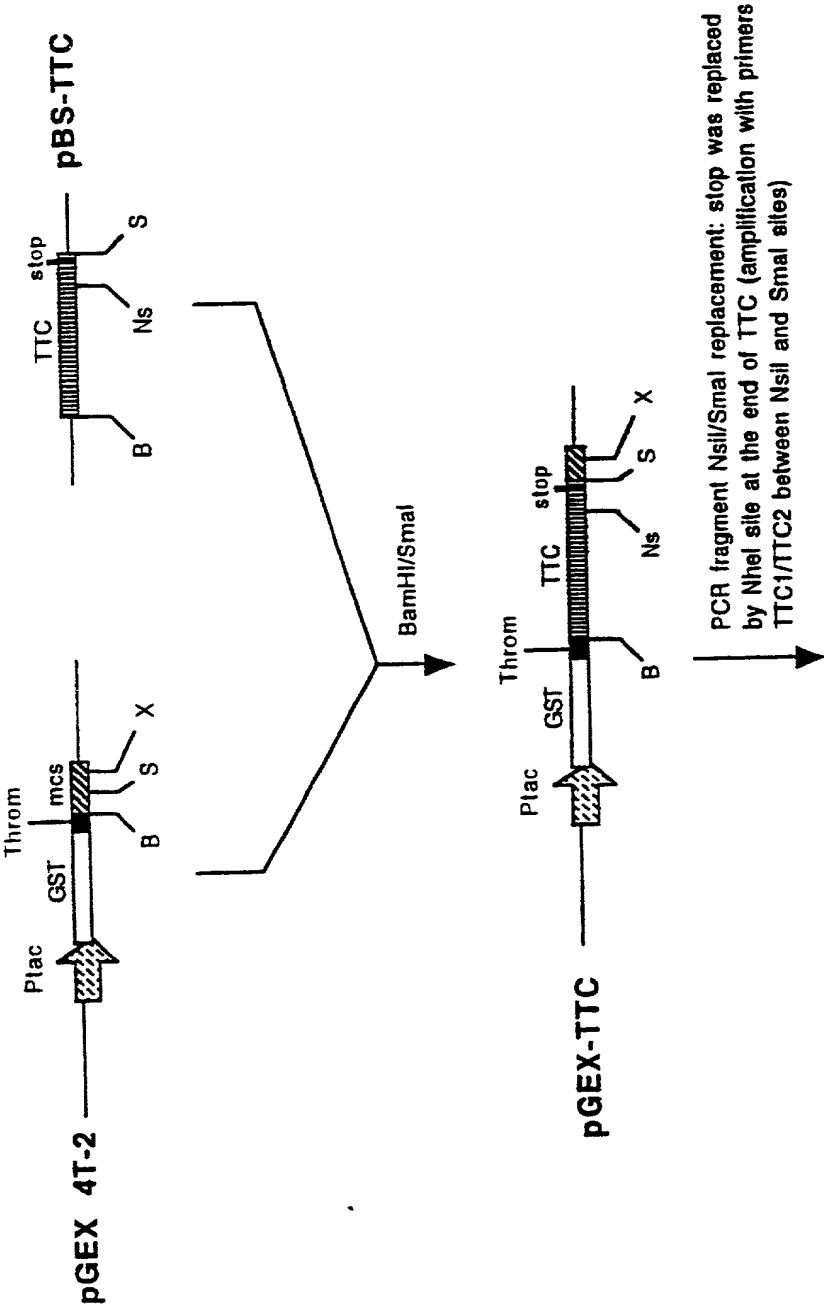 pGEX 4T-2
Ptac
GST
Throm
mcs
B
S
X
TTC
stop
pBS-TTC
B
Ns
S
BamHI/SmaI
pGEX-TTC
Ptac
GST
Throm
TTC
stop
B
Ns
S
X
PCR fragment NsiI/SmaI replacement: stop was replaced
by NheI site at the end of TTC (amplification with primers
TTC1/TTC2 between NsiI and SmaI sites)